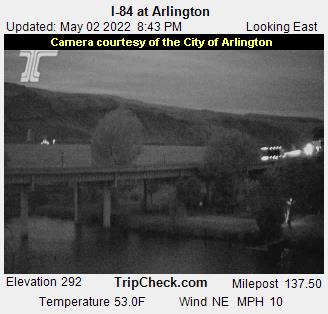 I-84 at Arlington
Updated: May 02 2022 8:43 PM Looking East
Camera courtesy of the City of Arlington
Elevation 292 TripCheck.com Milepost 137.50
Temperature 53.0F Wind NE MPH 10